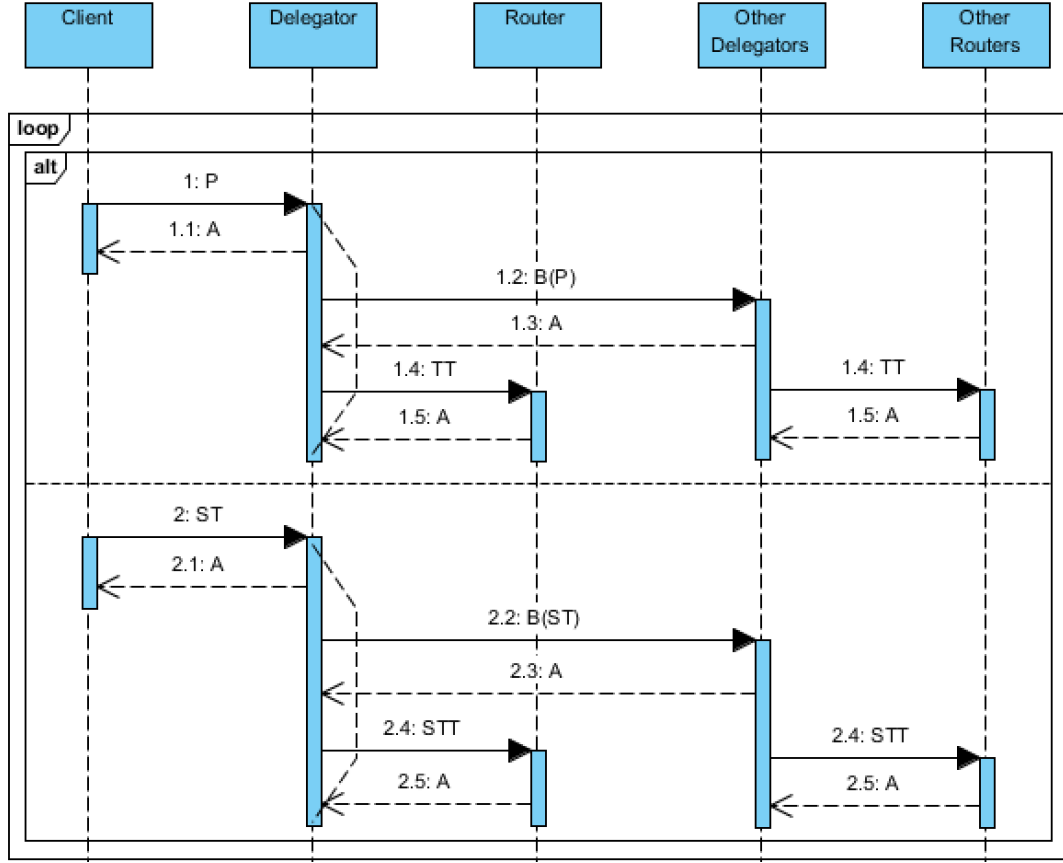 Client
Delegator
Router
Other
Delegators
Other
Routers
loop
alt
1: P
1.1: A
1.2: B(P)
1.3: A
1.4: TT
1.4: TT
1.5: A
1.5: A
2: ST
2.1: A
2.2: B(ST)
2.3: A
2.4: STT
2.4: STT
2.5: A
2.5: A